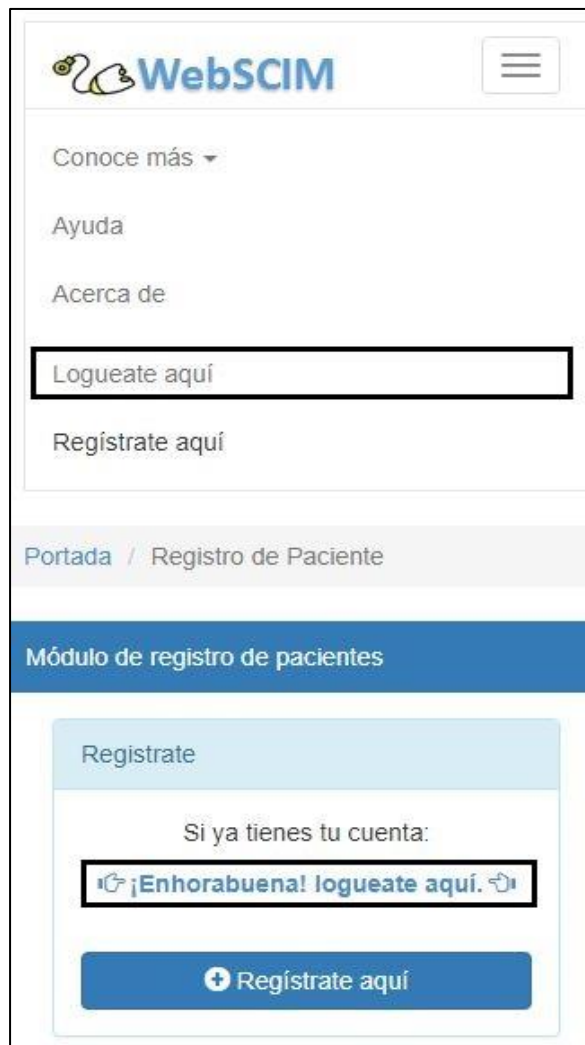 WebSCIM
Conoce más
Ayuda
Acerca de
Logueate aquí
Regístrate aquí
Portada / Registro de Paciente
Módulo de registro de pacientes
Registrate
Si ya tienes tu cuenta:
¡Enhorabuena! logueate aquí.
Regístrate aquí